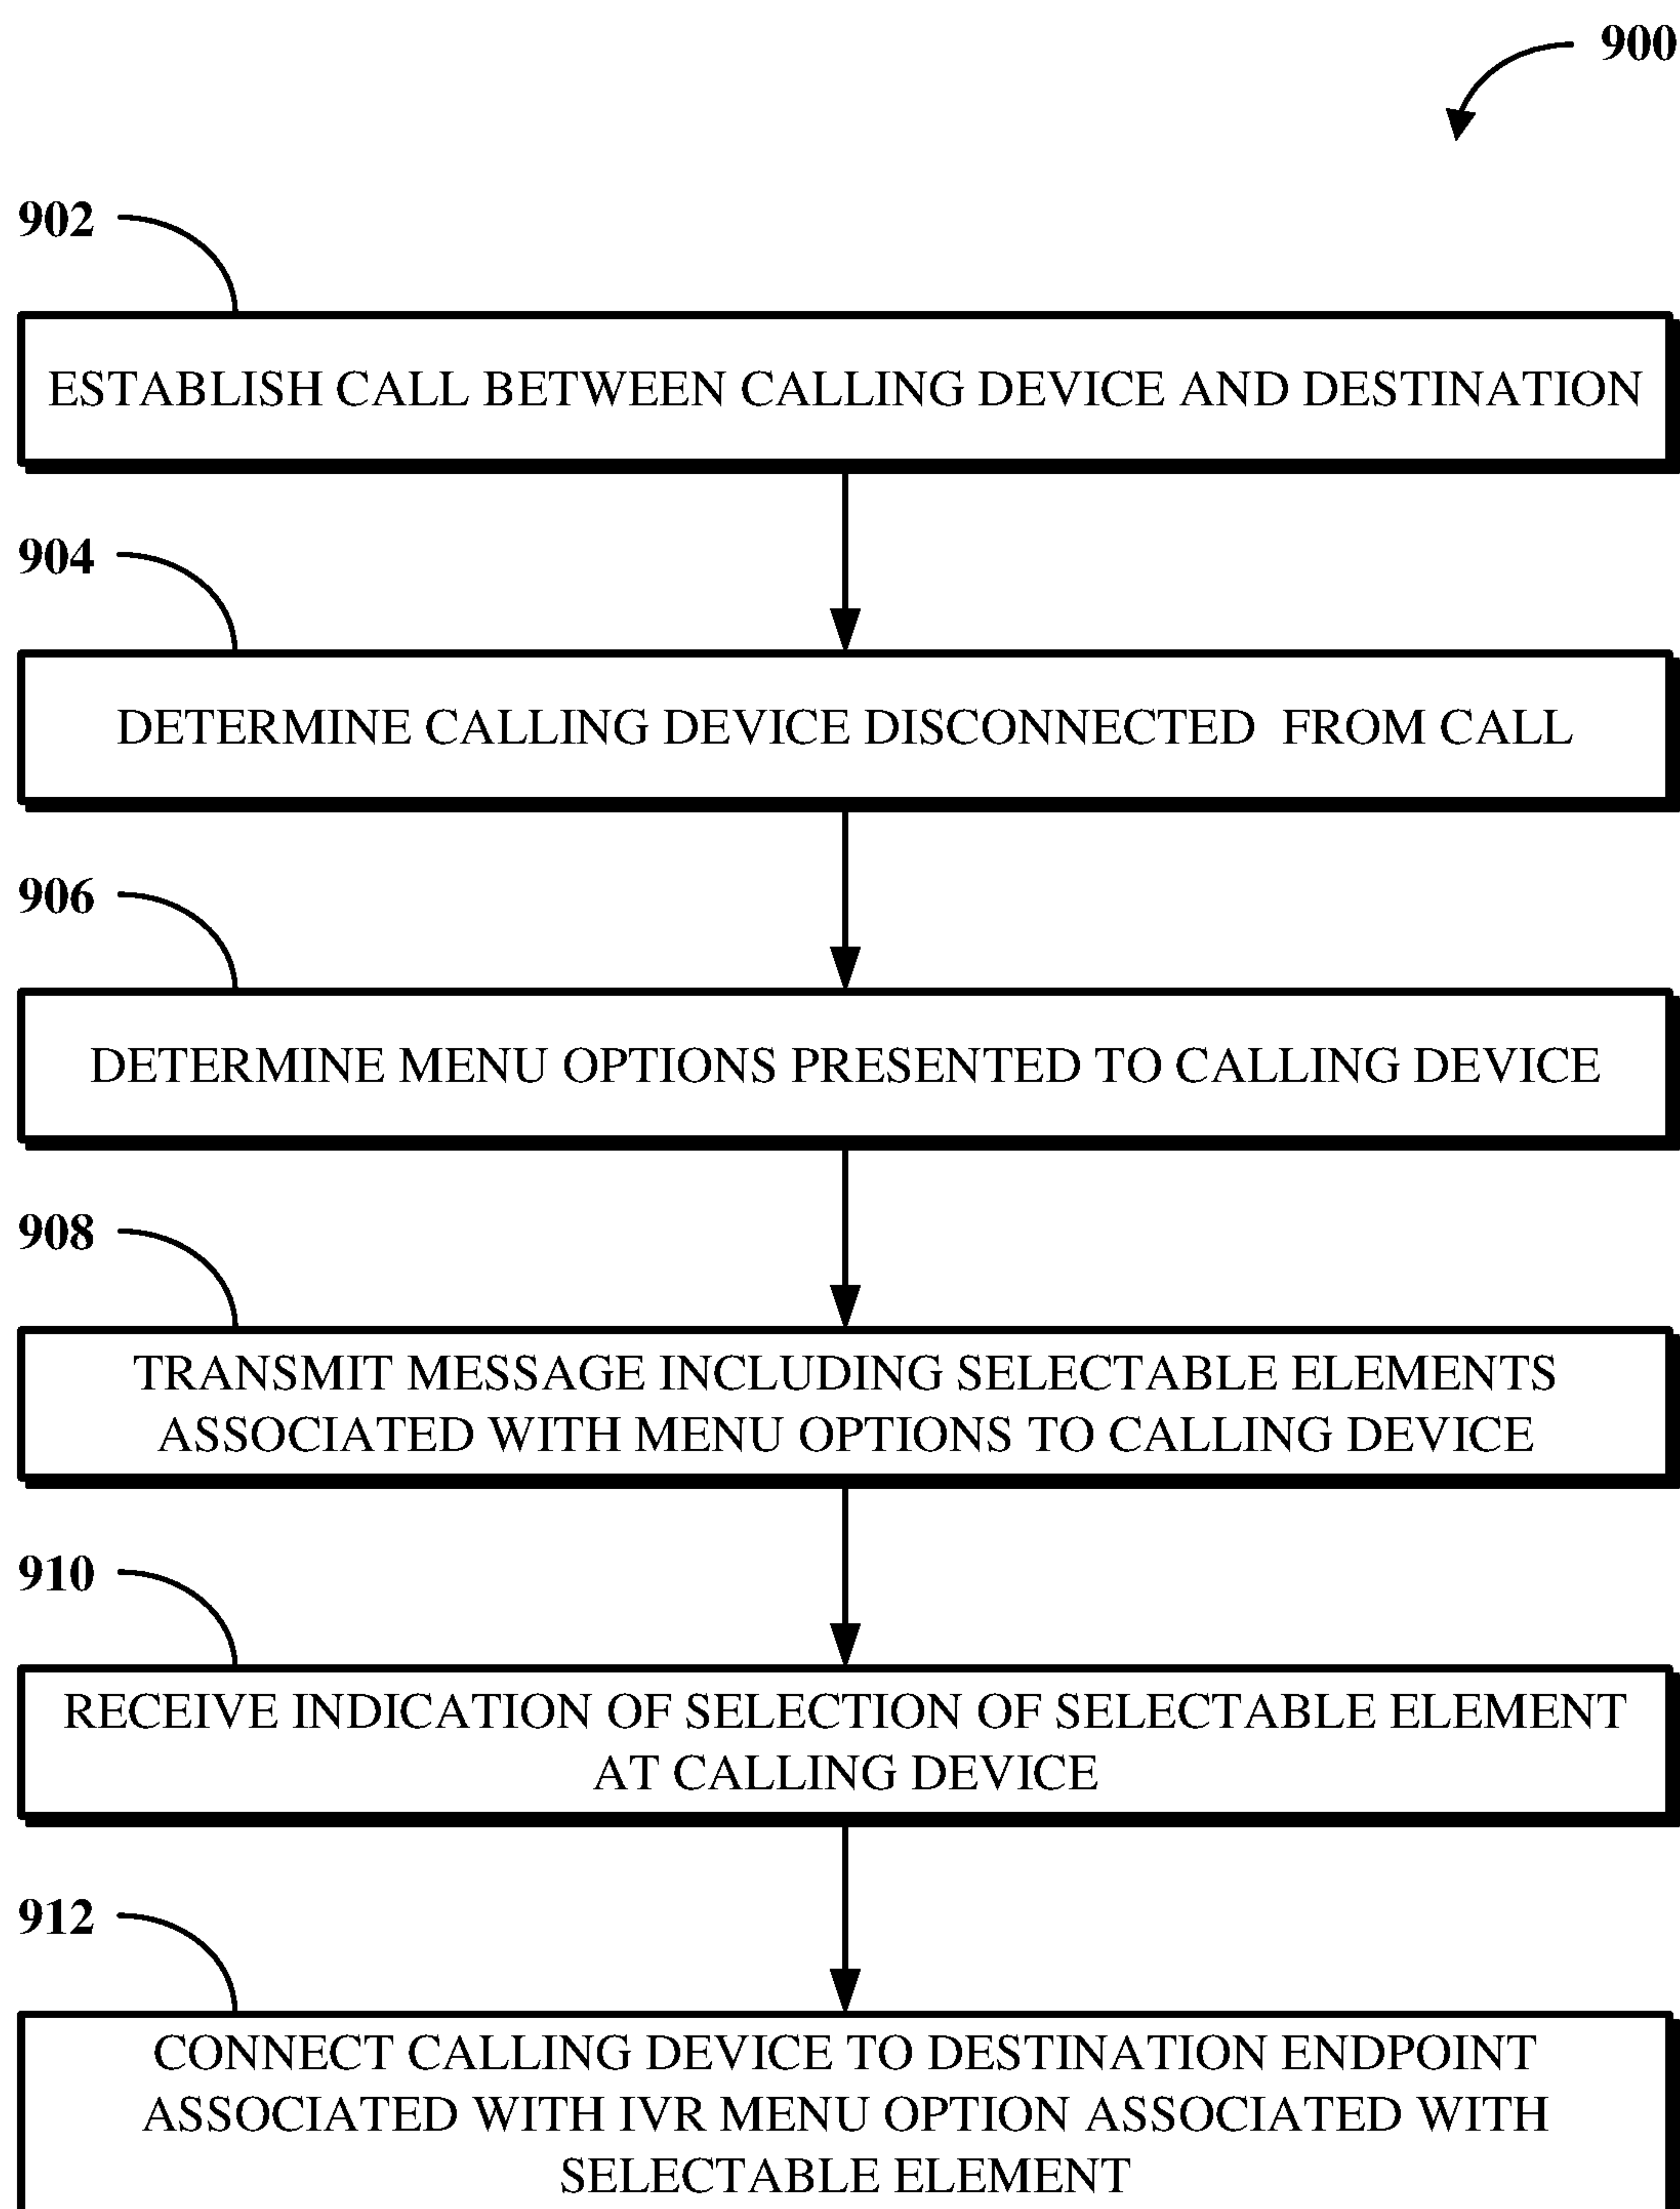 900
902
ESTABLISH CALL BETWEEN CALLING DEVICE AND DESTINATION
904
DETERMINE CALLING DEVICE DISCONNECTED FROM CALL
906
DETERMINE MENU OPTIONS PRESENTED TO CALLING DEVICE
908
TRANSMIT MESSAGE INCLUDING SELECTABLE ELEMENTS
ASSOCIATED WITH MENU OPTIONS TO CALLING DEVICE
910
RECEIVE INDICATION OF SELECTION OF SELECTABLE ELEMENT
AT CALLING DEVICE
912
CONNECT CALLING DEVICE TO DESTINATION ENDPOINT
ASSOCIATED WITH IVR MENU OPTION ASSOCIATED WITH
SELECTABLE ELEMENT